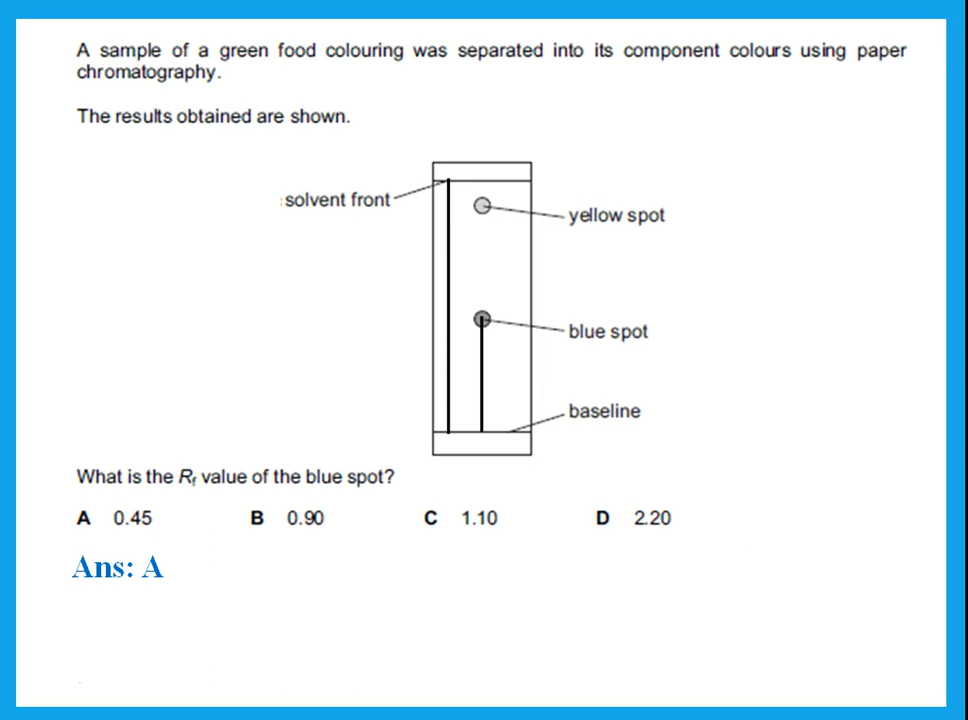 A sample of a green food colouring was separated into its component colours using paper
chromatography.
The results obtained are shown.
solvent front
yellow spot
blue spot
baseline
What is the Rf value of the blue spot?
A 0.45 B 0.90 C 1.10 D 2.20
Ans: A